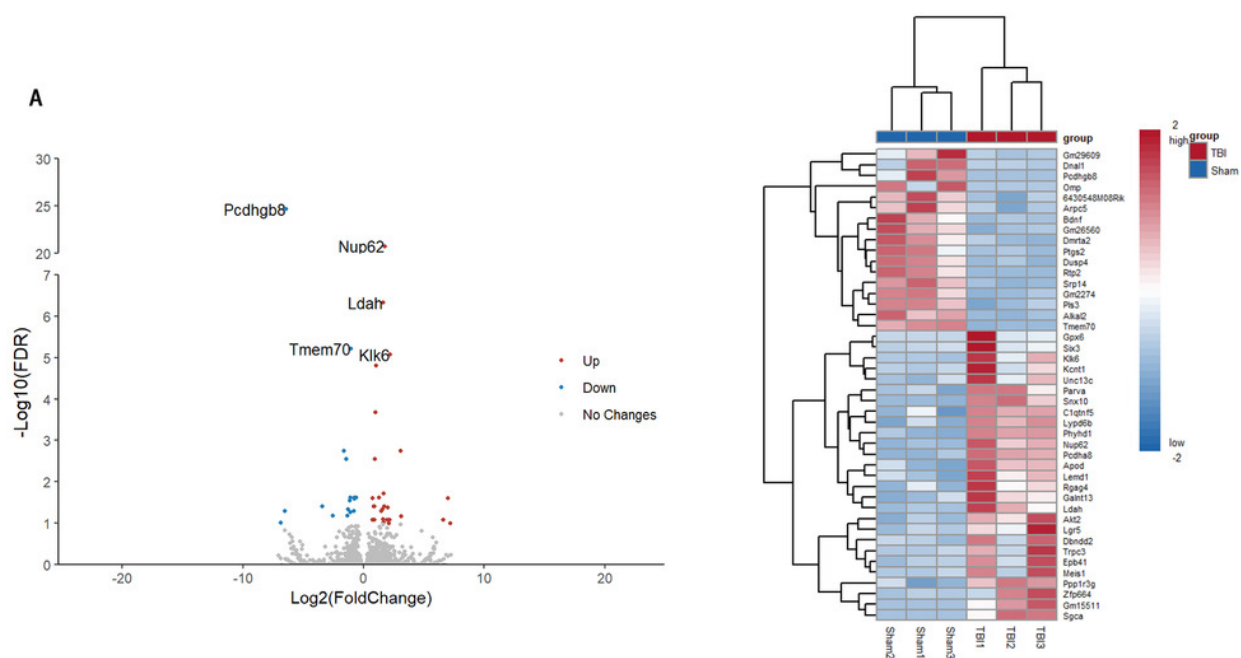 A
30
25
20
7
6
5
4
3
2
1
0
-Log10(FDR)
Pcdhgb8
Nup62
Ldah
Tmem70
Klk6
Up
Down
No Changes
-20
-10
0
10
20
Log2(FoldChange)
group
Gm29609
Dnal1
Pcdhgb8
Omp
6430548M08Rik
Arpc5
Bdnf
Gm26560
Dmrta2
Ptgs2
Dusp4
Rtp2
Srp14
Gm2274
Pls3
Alkal2
Tmem70
Gpx6
Six3
Klk6
Kcnt1
Unc13c
Parva
Snx10
C1qtnf5
Lypd6b
Phyhd1
Nup62
Pcdha8
Apod
Lemd1
Rgag4
Galnt13
Ldah
Akt2
Lgr5
Dbndd2
Trpc3
Epb41
Meis1
Ppp1r3g
Zfp664
Gm15511
Sgca
Sham2
Sham1
Sham3
TBI1
TBI2
TBI3
2
high
low
-2
group
TBI
Sham